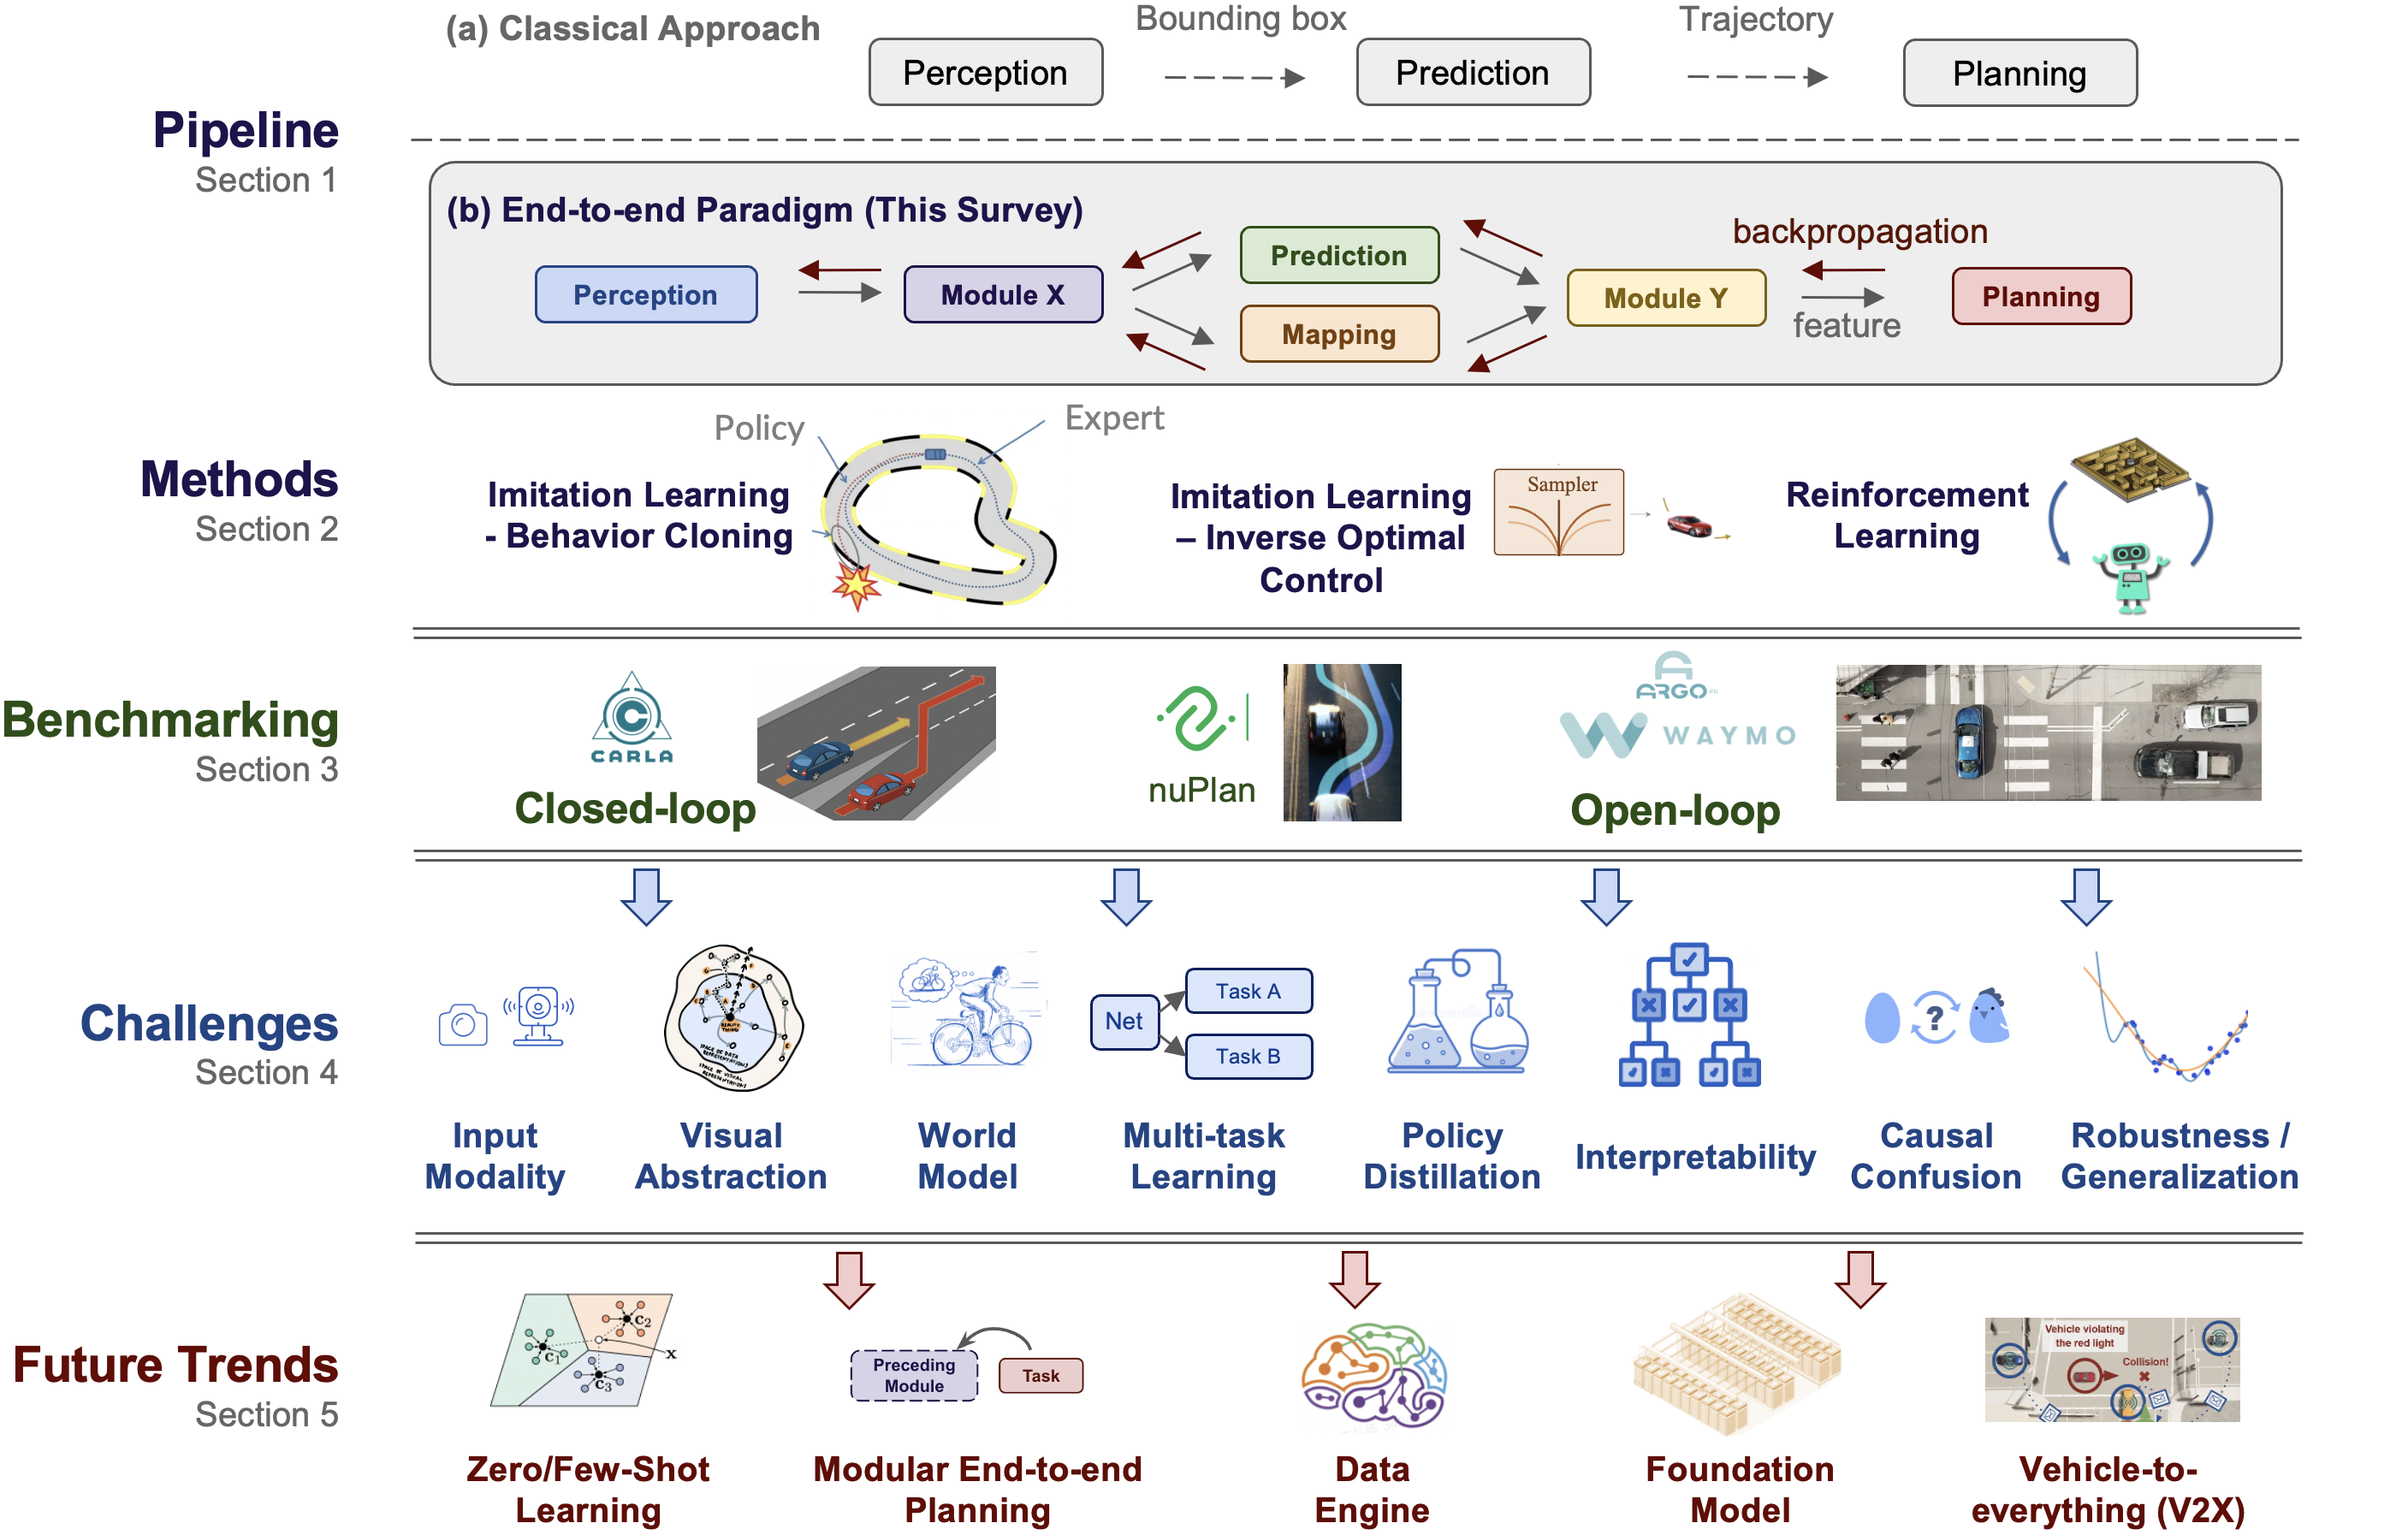 (a) Classical Approach
Bounding box
Trajectory
Perception
Prediction
Planning
Pipeline
Section 1
(b) End-to-end Paradigm (This Survey)
backpropagation
Perception
Module X
Prediction
Mapping
Module Y
feature
Planning
Methods
Section 2
Imitation Learning
- Behavior Cloning
Policy
Expert
Imitation Learning
– Inverse Optimal
Control
Sampler
Reinforcement
Learning
Benchmarking
Section 3
CARLA
Closed-loop
nuPlan
ARGO AI
WAYMO
Open-loop
Challenges
Section 4
Input
Modality
Visual
Abstraction
World
Model
Net
Task A
Task B
Multi-task
Learning
Policy
Distillation
Interpretability
?
Causal
Confusion
Robustness /
Generalization
Future Trends
Section 5
c1
c2
c3
x
Zero/Few-Shot
Learning
Preceding
Module
Task
Modular End-to-end
Planning
Data
Engine
Foundation
Model
Vehicle violating
the red light
Collision!
Vehicle-to-
everything (V2X)